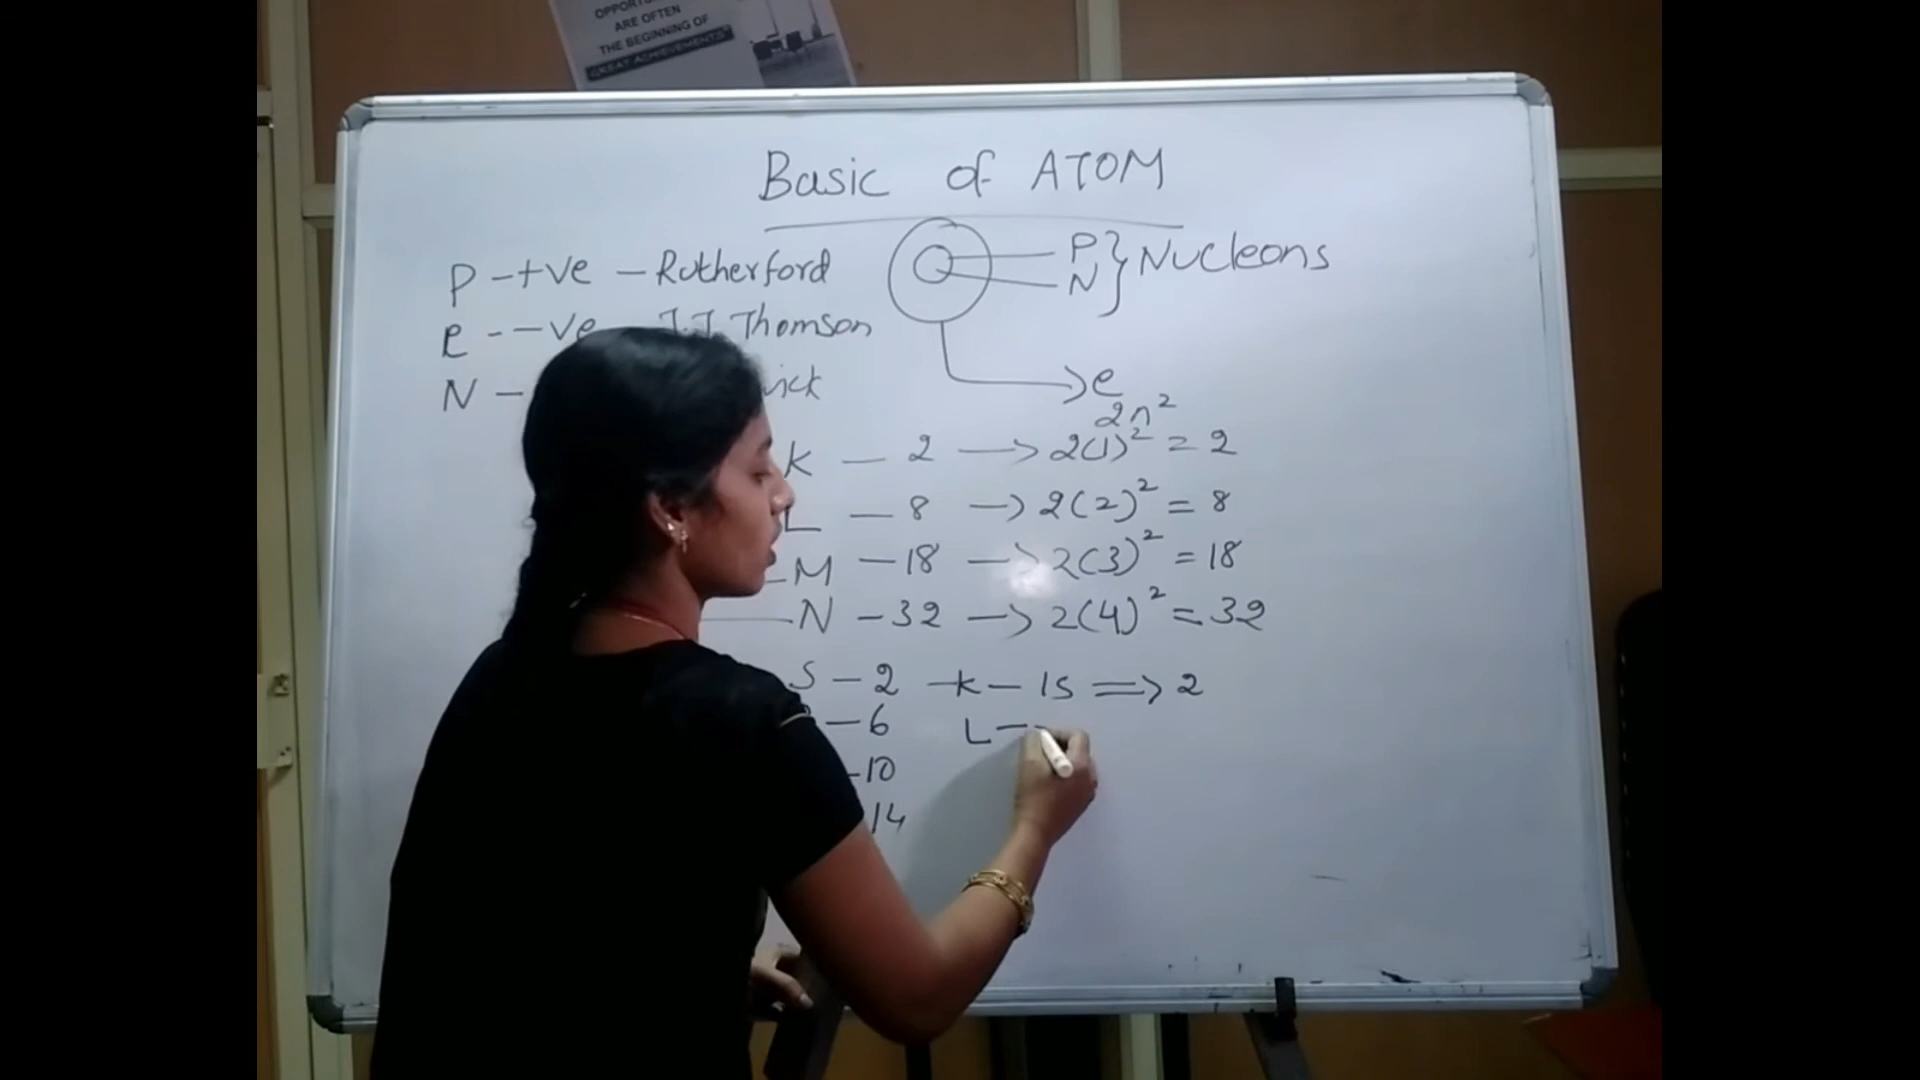 ARE OFTEN
THE BEGINNING OF
GREAT ACHIEVEMENTS"
Basic of ATOM
P - +ve - Rutherford
P
N } Nucleons
e - -ve - J.J Thomson
N -
e
2n²
K - 2 -> 2(1)² = 2
L - 8 -> 2(2)² = 8
M - 18 -> 2(3)² = 18
N - 32 -> 2(4)² = 32
S - 2 - K - 1S => 2
- 6 L -
- 10
14